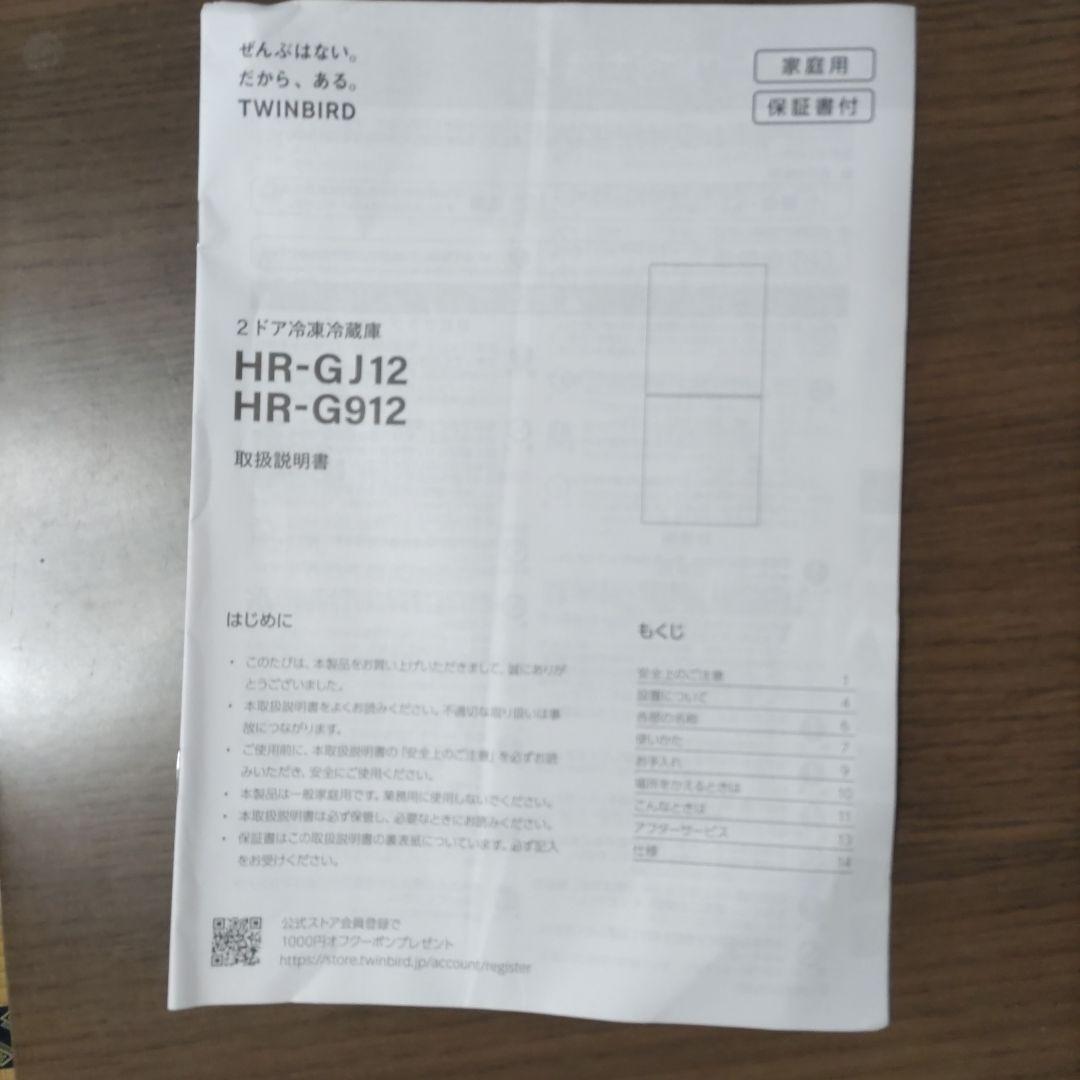 ぜんぶはない。
だから、ある。
TWINBIRD
家庭用
保証書付
2ドア冷凍冷蔵庫
HR-GJ12
HR-G912
取扱説明書
はじめに
・ このたびは、本製品をお買い上げいただきまして、誠にありが
とうございました。
・ 本取扱説明書をよくお読みください。不適切な取り扱いは事
故につながります。
・ ご使用前に、本取扱説明書の「安全上のご注意」を必ずお読
みいただき、安全にご使用ください。
・ 本製品は一般家庭用です。業務用に使用しないでください。
・ 本取扱説明書は必ず保管し、必要なときにお読みください。
・ 保証書はこの取扱説明書の裏表紙についています。必ず記入
をお受けください。
もくじ
安全上のご注意 1
設置について 4
各部の名称 6
使いかた 7
お手入れ 9
場所をかえるときは 10
こんなときは 11
アフターサービス 13
仕様 14
公式ストア会員登録で
1000円オフクーポンプレゼント
https://store.twinbird.jp/account/register